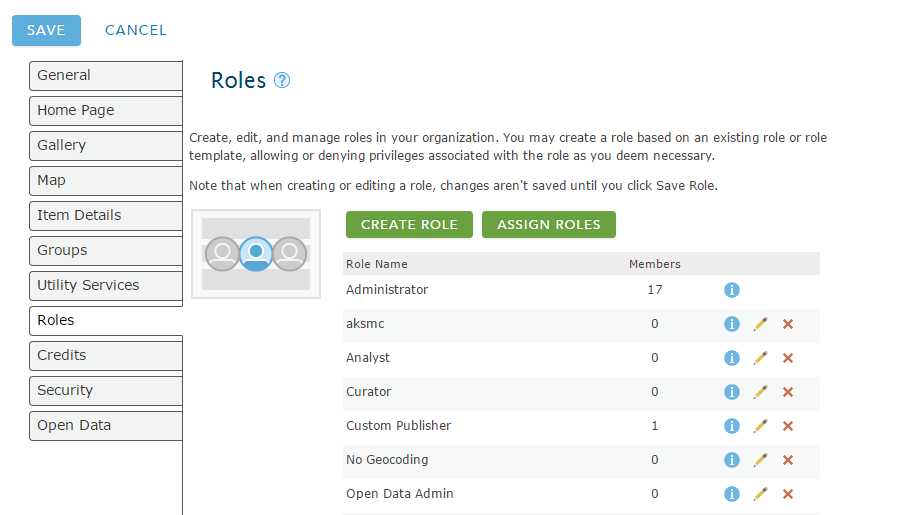 SAVE CANCEL
General
Home Page
Gallery
Map
Item Details
Groups
Utility Services
Roles
Credits
Security
Open Data
Roles ?
Create, edit, and manage roles in your organization. You may create a role based on an existing role or role
template, allowing or denying privileges associated with the role as you deem necessary.
Note that when creating or editing a role, changes aren't saved until you click Save Role.
CREATE ROLE ASSIGN ROLES
Role Name Members
Administrator 17
aksmc 0
Analyst 0
Curator 0
Custom Publisher 1
No Geocoding 0
Open Data Admin 0